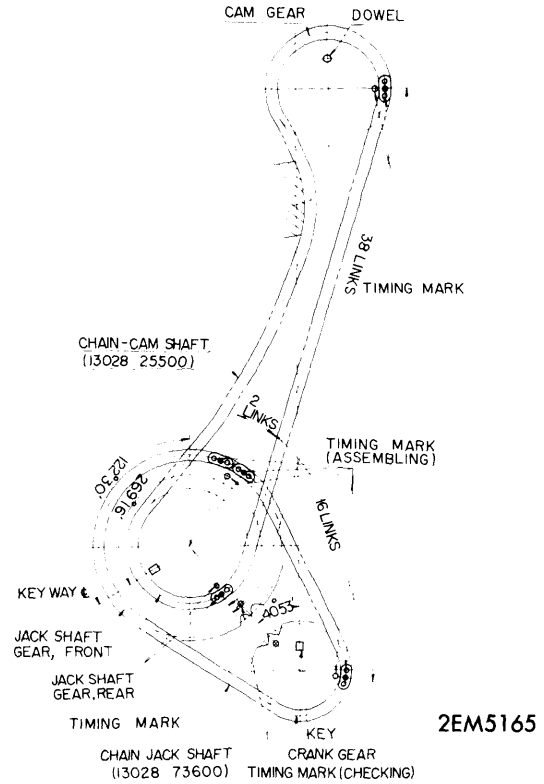 CAM GEAR
DOWEL
38 LINKS
TIMING MARK
CHAIN-CAM SHAFT
(13028 25500)
2
LINKS
TIMING MARK
(ASSEMBLING)
122°30'
269°16'
16 LINKS
KEY WAY ℄
40°53'
JACK SHAFT
GEAR, FRONT
JACK SHAFT
GEAR,REAR
TIMING MARK
KEY
2EM5165
CHAIN JACK SHAFT
(13028 73600)
CRANK GEAR
TIMING MARK(CHECKING)